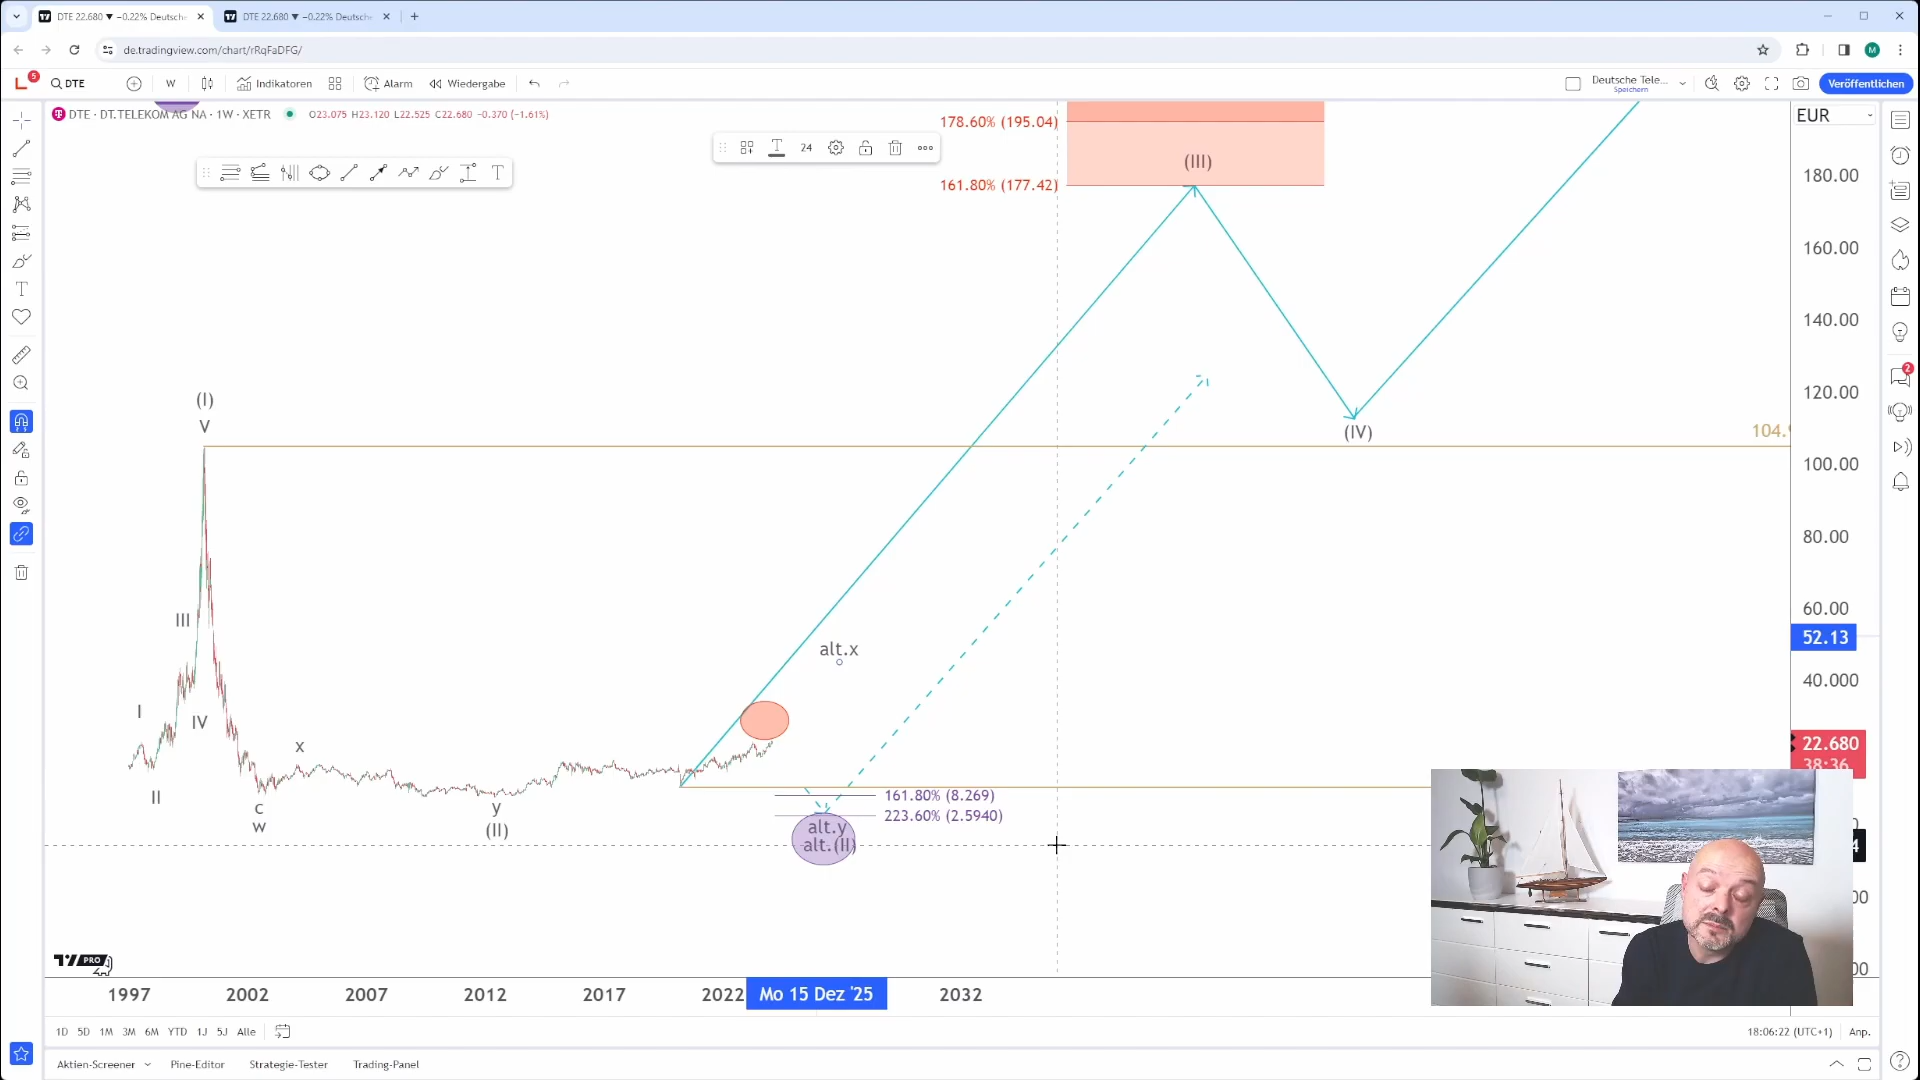 DTE 22.680 ▼ −0.22% Deutsche
DTE 22.680 ▼ −0.22% Deutsche
de.tradingview.com/chart/rRqFaDFG/
M
5
DTE
W
Indikatoren
Alarm
Wiedergabe
Deutsche Tele...
Speichern
Veröffentlichen
DTE · DT.TELEKOM AG NA · 1W · XETR
O23.075 H23.120 L22.525 C22.680 −0.370 (−1.61%)
EUR
24
178.60% (195.04)
161.80% (177.42)
(III)
180.00
160.00
140.00
120.00
100.00
80.00
60.00
52.13
40.000
22.680
38:36
2
(I)
V
(IV)
III
alt.x
I
IV
x
II
c
w
y
(II)
161.80% (8.269)
223.60% (2.5940)
alt.y
alt.(II)
PRO
1997
2002
2007
2012
2017
2022
Mo 15 Dez '25
2032
1D 5D 1M 3M 6M YTD 1J 5J Alle
18:06:22 (UTC+1)
Anp.
Aktien-Screener
Pine-Editor
Strategie-Tester
Trading-Panel